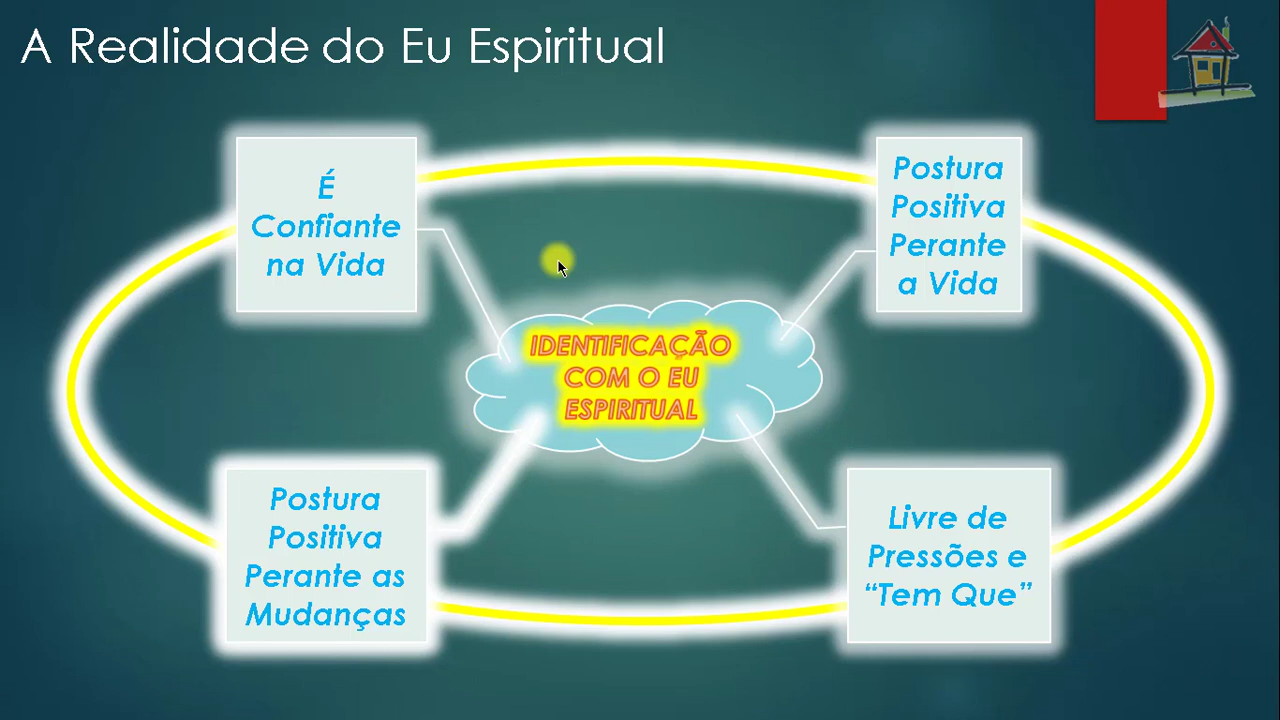 A Realidade do Eu Espiritual
É
Confiante
na Vida
Postura
Positiva
Perante
a Vida
IDENTIFICAÇÃO
COM O EU
ESPIRITUAL
Postura
Positiva
Perante as
Mudanças
Livre de
Pressões e
“Tem Que”